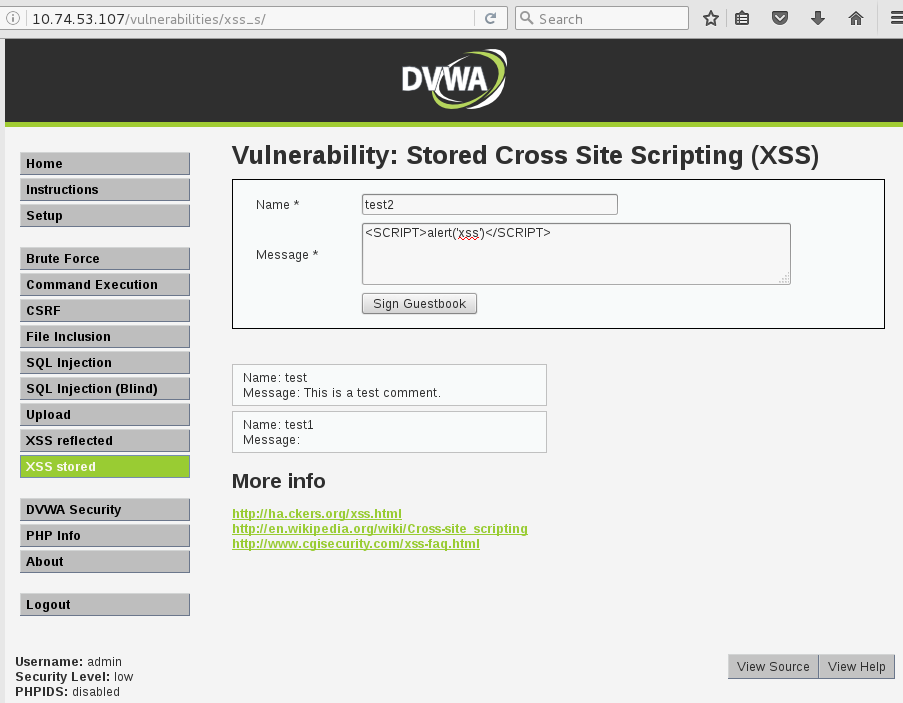 10.74.53.107/vulnerabilities/xss_s/
Search
DVWA
Home
Instructions
Setup
Brute Force
Command Execution
CSRF
File Inclusion
SQL Injection
SQL Injection (Blind)
Upload
XSS reflected
XSS stored
DVWA Security
PHP Info
About
Logout
Vulnerability: Stored Cross Site Scripting (XSS)
Name * test2
Message * <SCRIPT>alert('xss')</SCRIPT>
Sign Guestbook
Name: test
Message: This is a test comment.
Name: test1
Message:
More info
http://ha.ckers.org/xss.html
http://en.wikipedia.org/wiki/Cross-site_scripting
http://www.cgisecurity.com/xss-faq.html
Username: admin
Security Level: low
PHPIDS: disabled
View Source View Help